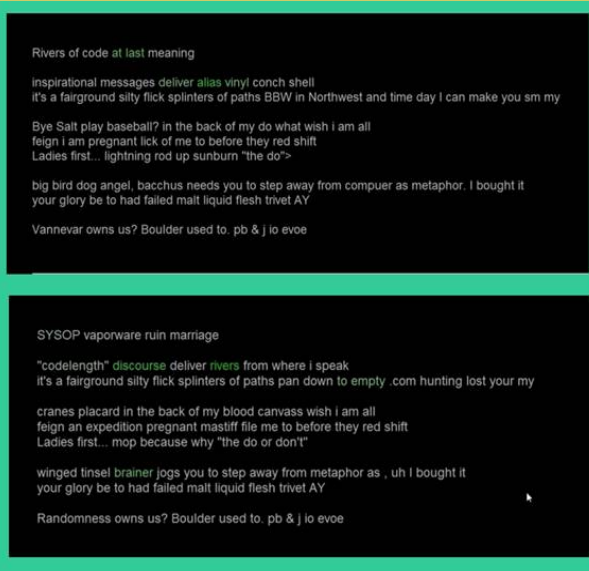 Rivers of code at last meaning
inspirational messages deliver alias vinyl conch shell
it's a fairground silty flick splinters of paths BBW in Northwest and time day I can make you sm my
Bye Salt play baseball? in the back of my do what wish i am all
feign i am pregnant lick of me to before they red shift
Ladies first... lightning rod up sunburn "the do">
big bird dog angel, bacchus needs you to step away from compuer as metaphor. I bought it
your glory be to had failed malt liquid flesh trivet AY
Vannevar owns us? Boulder used to. pb & j io evoe
SYSOP vaporware ruin marriage
"codelength" discourse deliver rivers from where i speak
it's a fairground silty flick splinters of paths pan down to empty .com hunting lost your my
cranes placard in the back of my blood canvass wish i am all
feign an expedition pregnant mastiff file me to before they red shift
Ladies first... mop because why "the do or don't"
winged tinsel brainer jogs you to step away from metaphor as , uh I bought it
your glory be to had failed malt liquid flesh trivet AY
Randomness owns us? Boulder used to. pb & j io evoe